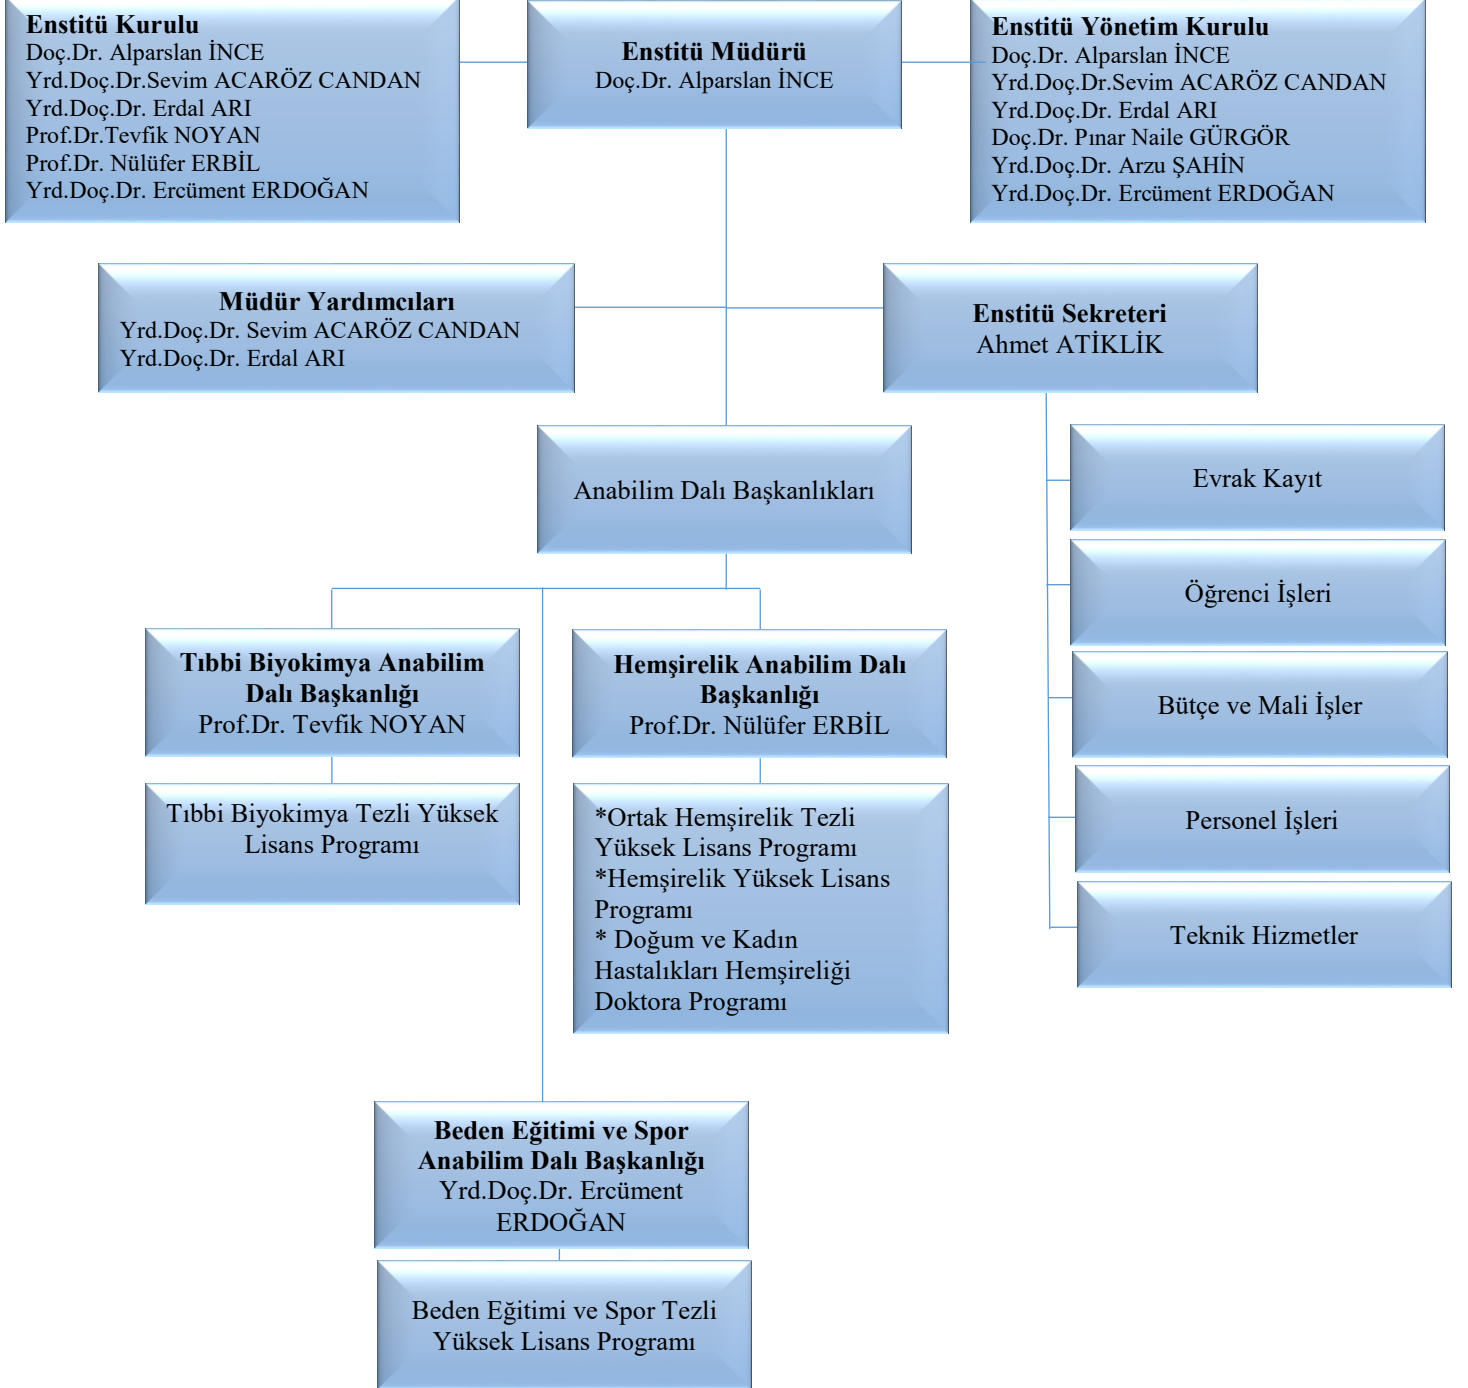 Enstitü Kurulu
Doç.Dr. Alparslan İNCE
Yrd.Doç.Dr.Sevim ACARÖZ CANDAN
Yrd.Doç.Dr. Erdal ARI
Prof.Dr.Tevfik NOYAN
Prof.Dr. Nülüfer ERBİL
Yrd.Doç.Dr. Ercüment ERDOĞAN
Enstitü Müdürü
Doç.Dr. Alparslan İNCE
Enstitü Yönetim Kurulu
Doç.Dr. Alparslan İNCE
Yrd.Doç.Dr.Sevim ACARÖZ CANDAN
Yrd.Doç.Dr. Erdal ARI
Doç.Dr. Pınar Naile GÜRGÖR
Yrd.Doç.Dr. Arzu ŞAHİN
Yrd.Doç.Dr. Ercüment ERDOĞAN
Müdür Yardımcıları
Yrd.Doç.Dr. Sevim ACARÖZ CANDAN
Yrd.Doç.Dr. Erdal ARI
Enstitü Sekreteri
Ahmet ATİKLİK
Anabilim Dalı Başkanlıkları
Evrak Kayıt
Öğrenci İşleri
Bütçe ve Mali İşler
Personel İşleri
Teknik Hizmetler
Tıbbi Biyokimya Anabilim
Dalı Başkanlığı
Prof.Dr. Tevfik NOYAN
Tıbbi Biyokimya Tezli Yüksek
Lisans Programı
Hemşirelik Anabilim Dalı
Başkanlığı
Prof.Dr. Nülüfer ERBİL
*Ortak Hemşirelik Tezli
Yüksek Lisans Programı
*Hemşirelik Yüksek Lisans
Programı
* Doğum ve Kadın
Hastalıkları Hemşireliği
Doktora Programı
Beden Eğitimi ve Spor
Anabilim Dalı Başkanlığı
Yrd.Doç.Dr. Ercüment
ERDOĞAN
Beden Eğitimi ve Spor Tezli
Yüksek Lisans Programı